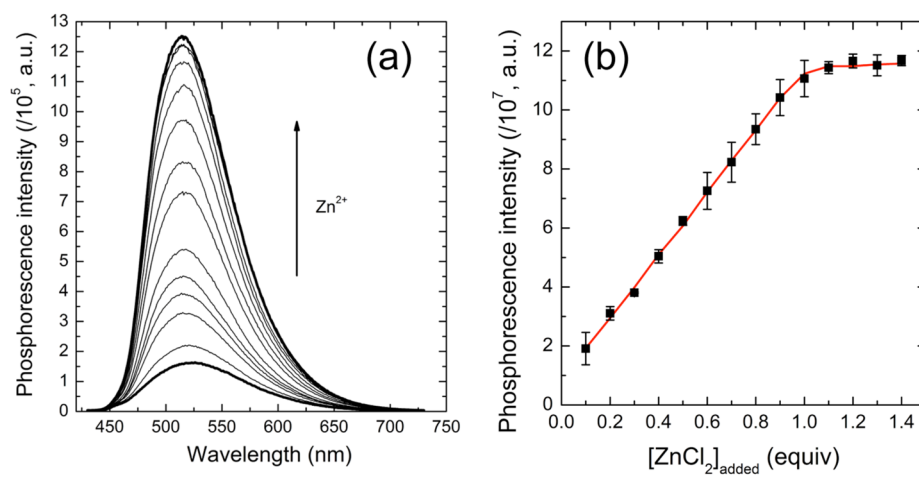 (a)
Phosphorescence intensity (/10⁵, a.u.)
13
12
11
10
9
8
7
6
5
4
3
2
1
0
Zn²⁺
450 500 550 600 650 700 750
Wavelength (nm)
(b)
Phosphorescence intensity (/10⁷, a.u.)
12
10
8
6
4
2
0
0.0 0.2 0.4 0.6 0.8 1.0 1.2 1.4
[ZnCl₂]added (equiv)